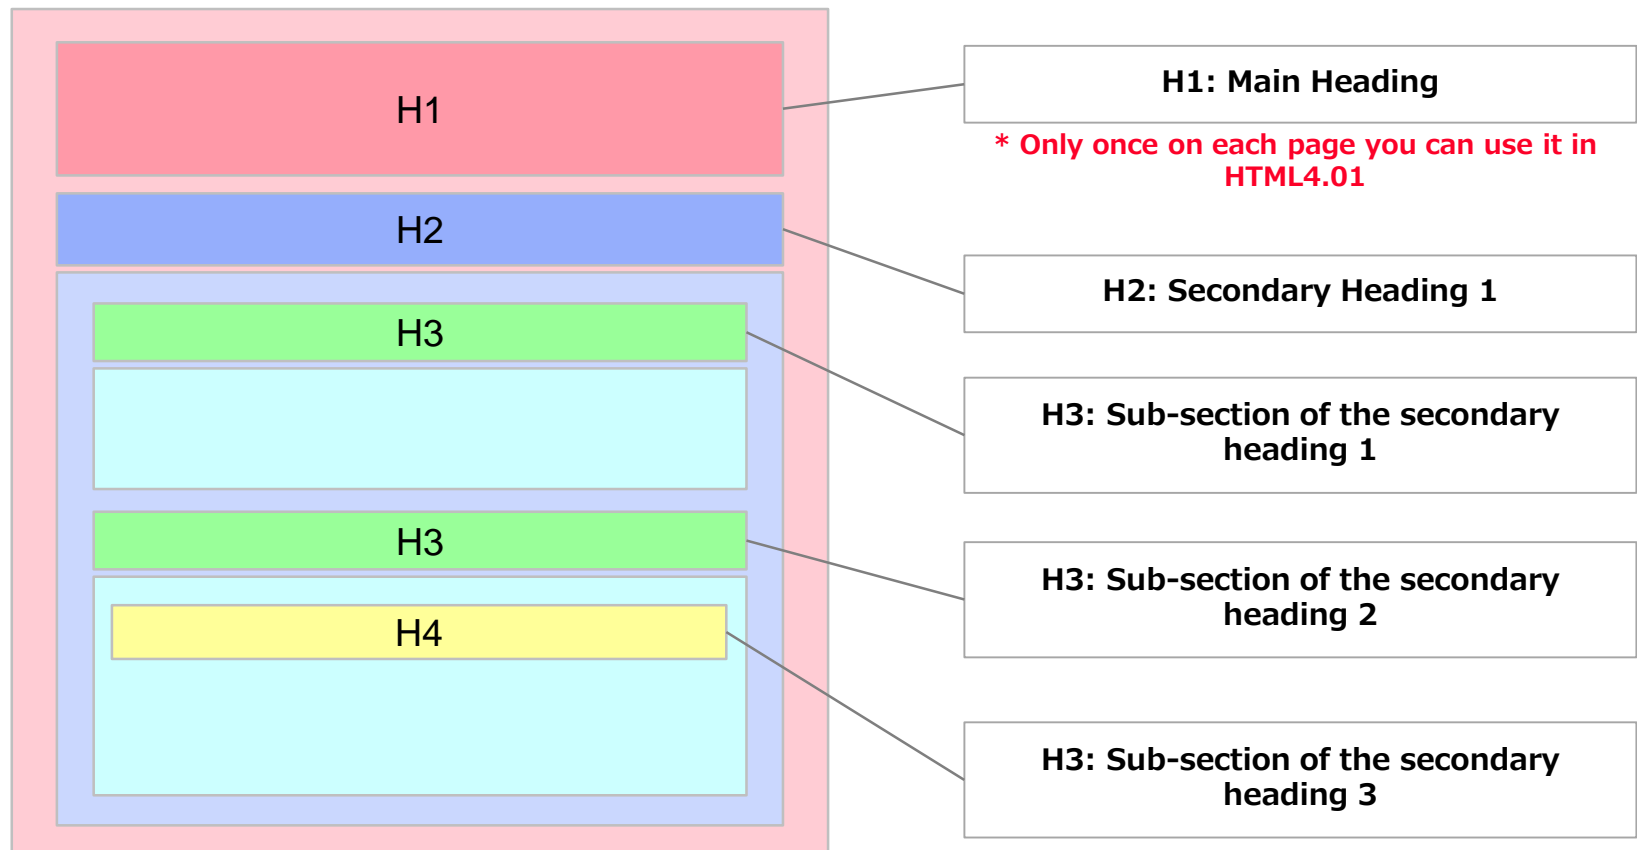 H1
H1: Main Heading
* Only once on each page you can use it in
HTML4.01
H2
H2: Secondary Heading 1
H3
H3: Sub-section of the secondary
heading 1
H3
H3: Sub-section of the secondary
heading 2
H4
H3: Sub-section of the secondary
heading 3